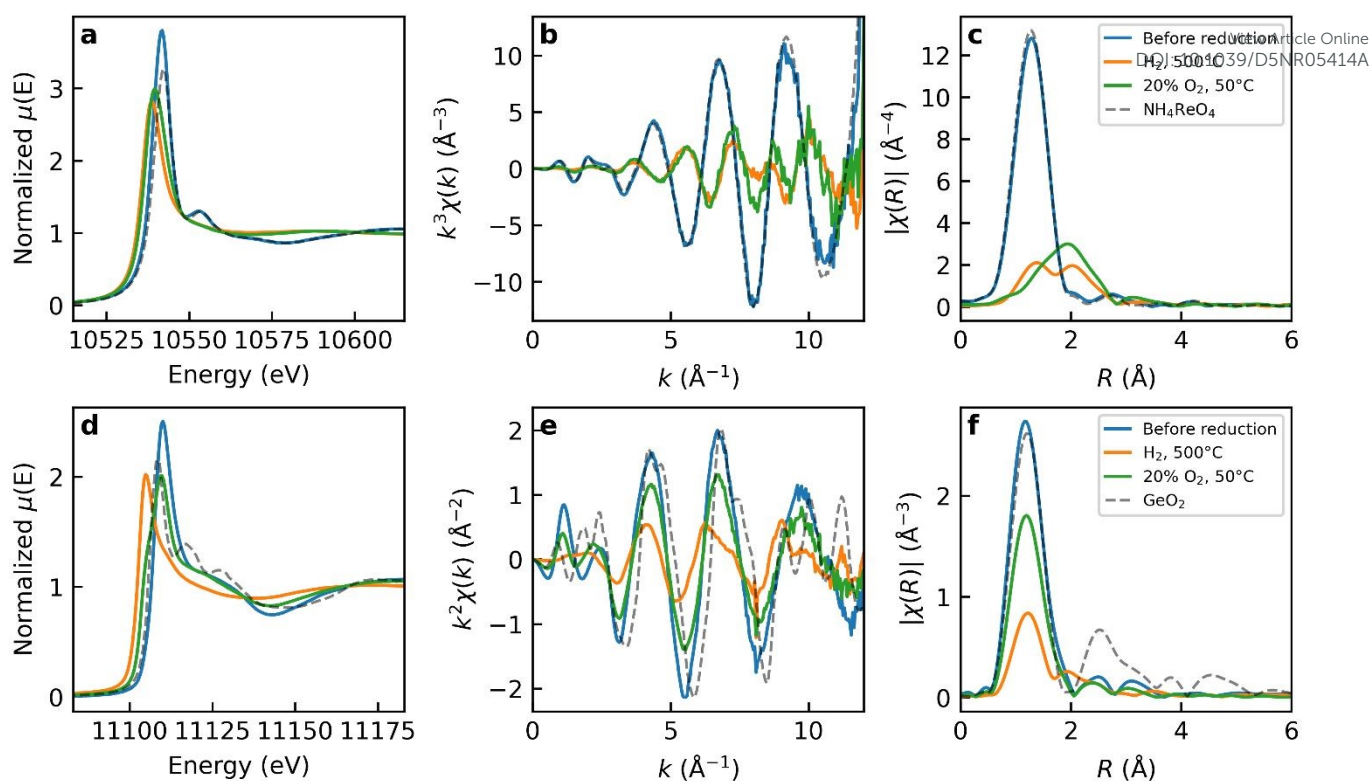 a
Normalized μ(E)
3
2
1
0
10525 10550 10575 10600
Energy (eV)
b
k³χ(k) (Å⁻³)
10
5
0
−5
−10
0 5 10
k (Å⁻¹)
c
|χ(R)| (Å⁻⁴)
12
10
8
6
4
2
0
0 2 4 6
R (Å)
Before reduction
H₂, 500°C
20% O₂, 50°C
NH₄ReO₄
View Article Online
DOI: 10.1039/D5NR05414A
d
Normalized μ(E)
2
1
0
11100 11125 11150 11175
Energy (eV)
e
k²χ(k) (Å⁻²)
2
1
0
−1
−2
0 5 10
k (Å⁻¹)
f
|χ(R)| (Å⁻³)
3
2
1
0
0 2 4 6
R (Å)
Before reduction
H₂, 500°C
20% O₂, 50°C
GeO₂